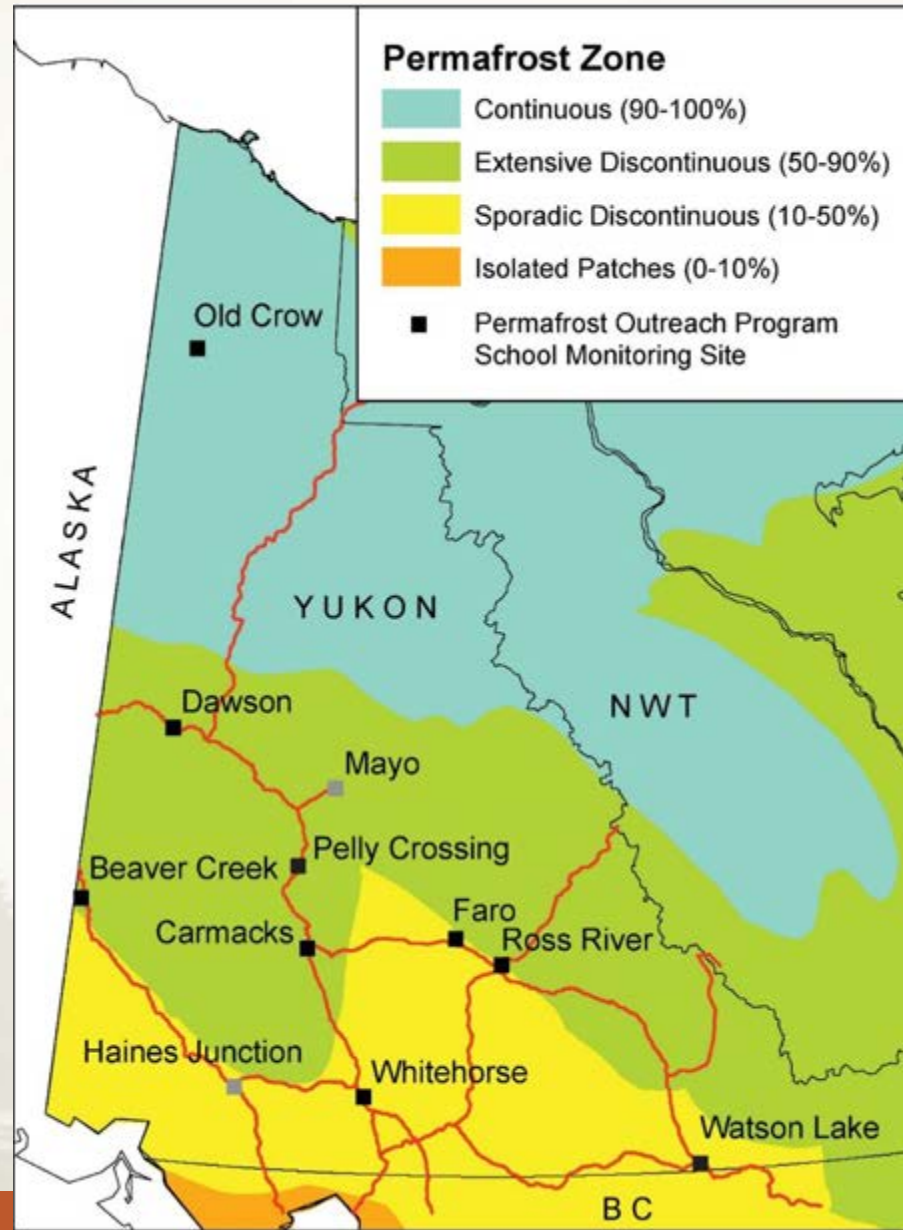 Permafrost Zone
Continuous (90-100%)
Extensive Discontinuous (50-90%)
Sporadic Discontinuous (10-50%)
Isolated Patches (0-10%)
Permafrost Outreach Program
School Monitoring Site
Old Crow
ALASKA
YUKON
NWT
Dawson
Mayo
Pelly Crossing
Beaver Creek
Faro
Carmacks
Ross River
Haines Junction
Whitehorse
Watson Lake
BC